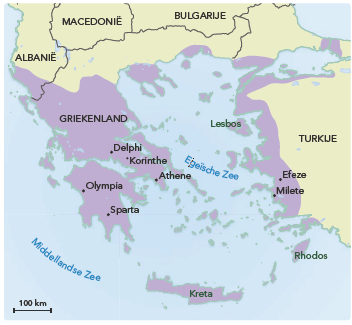 MACEDONIË
BULGARIJE
ALBANIË
GRIEKENLAND
Lesbos
TURKIJE
Delphi
Korinthe
Egeïsche Zee
Athene
Efeze
Olympia
Milete
Sparta
Middellandse Zee
Rhodos
Kreta
100 km